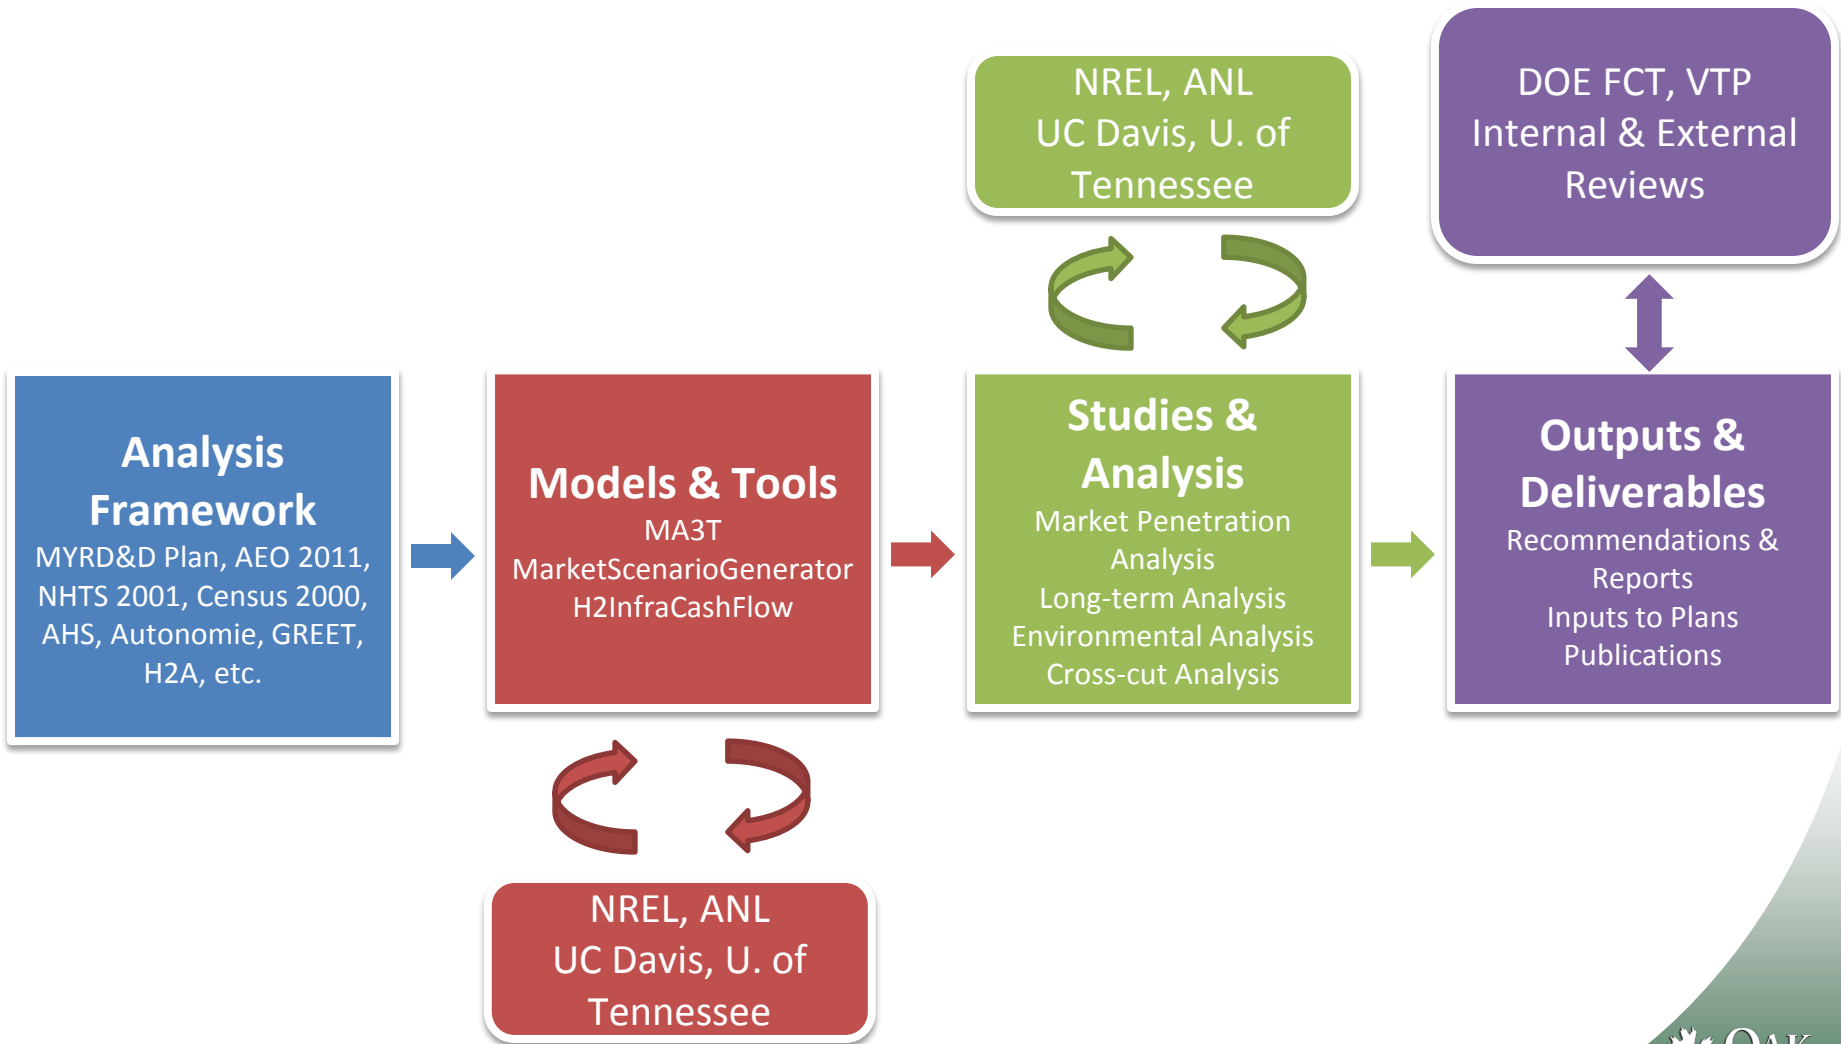 NREL, ANL
UC Davis, U. of
Tennessee
DOE FCT, VTP
Internal & External
Reviews
Analysis
Framework
MYRD&D Plan, AEO 2011,
NHTS 2001, Census 2000,
AHS, Autonomie, GREET,
H2A, etc.
Models & Tools
MA3T
MarketScenarioGenerator
H2InfraCashFlow
Studies &
Analysis
Market Penetration
Analysis
Long-term Analysis
Environmental Analysis
Cross-cut Analysis
Outputs &
Deliverables
Recommendations &
Reports
Inputs to Plans
Publications
NREL, ANL
UC Davis, U. of
Tennessee
OAK